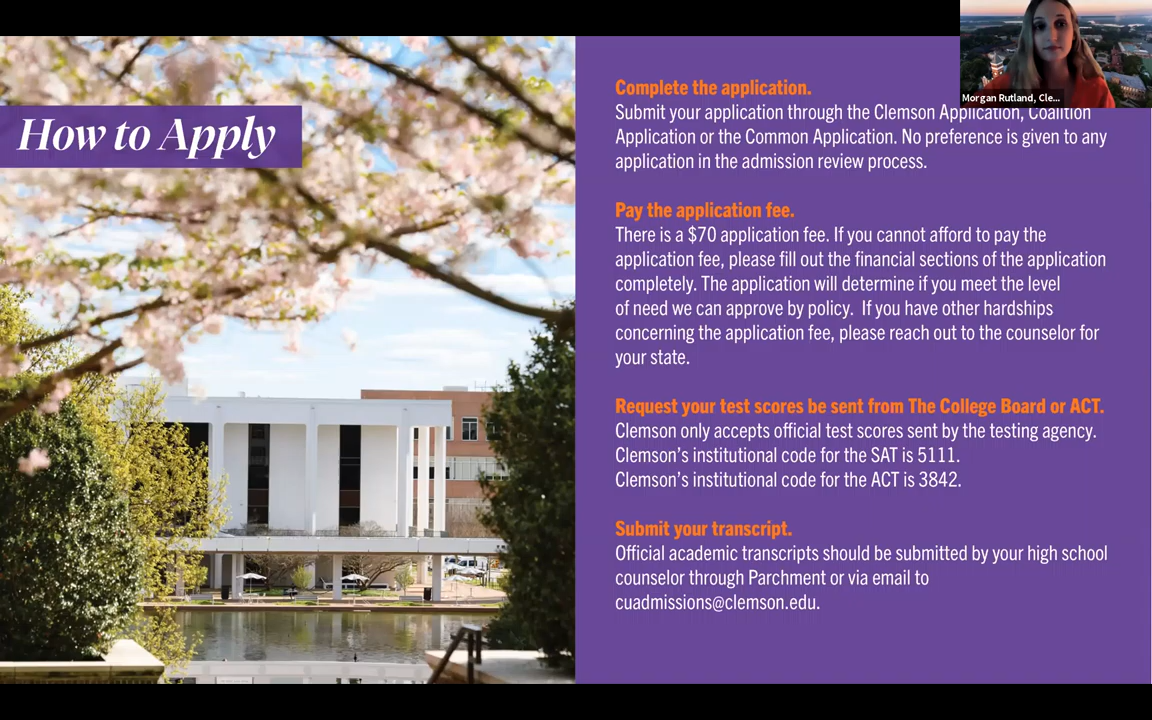 How to Apply
Complete the application.
Submit your application through the Clemson Application, Coalition
Application or the Common Application. No preference is given to any
application in the admission review process.
Pay the application fee.
There is a $70 application fee. If you cannot afford to pay the
application fee, please fill out the financial sections of the application
completely. The application will determine if you meet the level
of need we can approve by policy.  If you have other hardships
concerning the application fee, please reach out to the counselor for
your state.
Request your test scores be sent from The College Board or ACT.
Clemson only accepts official test scores sent by the testing agency.
Clemson's institutional code for the SAT is 5111.
Clemson's institutional code for the ACT is 3842.
Submit your transcript.
Official academic transcripts should be submitted by your high school
counselor through Parchment or via email to
cuadmissions@clemson.edu.
Morgan Rutland, Cle...